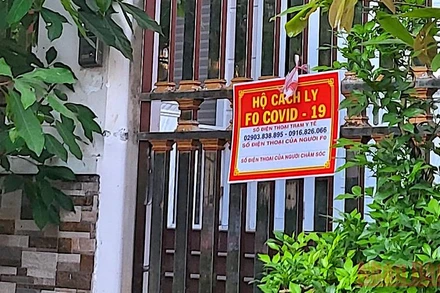 HỘ CÁCH LY
F0 COVID - 19
SỐ ĐIỆN THOẠI TRẠM Y TẾ
02903.838.895 - 0916.826.066
SỐ ĐIỆN THOẠI CỦA NGƯỜI F0
SỐ ĐIỆN THOẠI CỦA NGƯỜI CHĂM SÓC